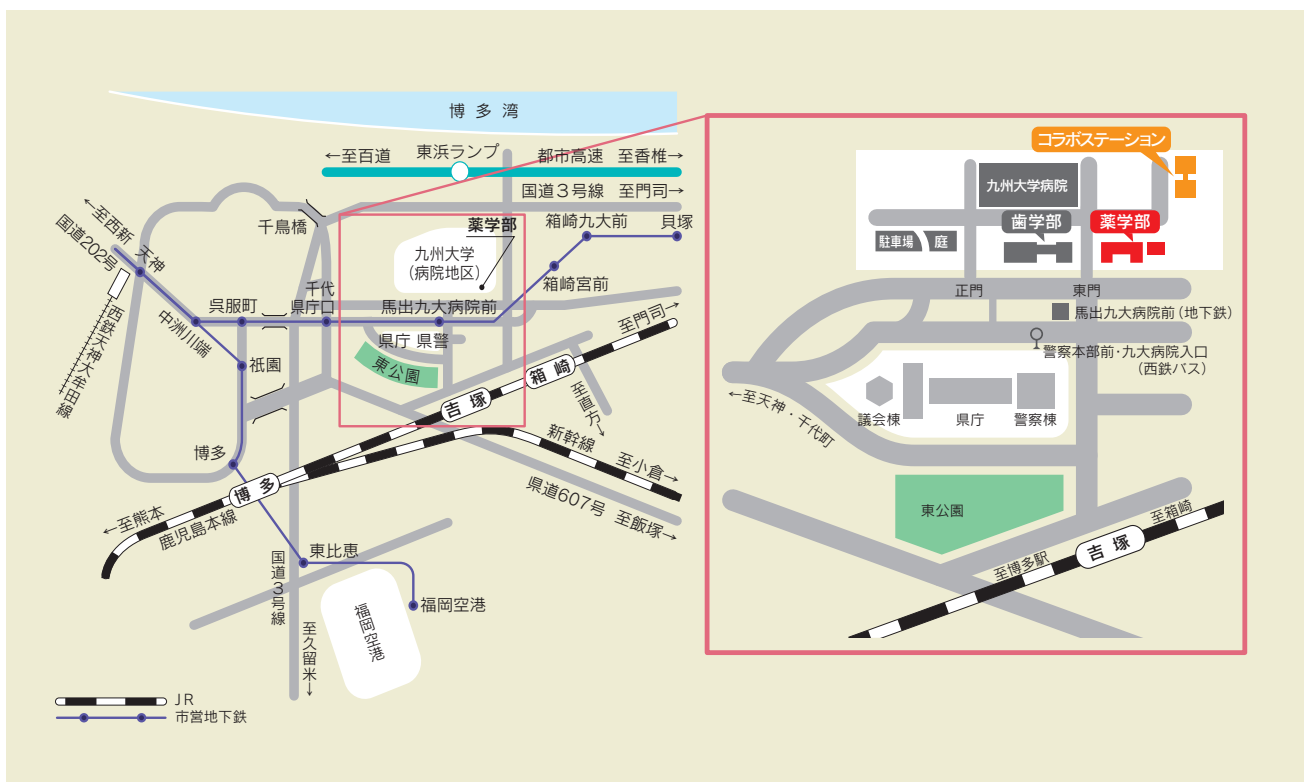 博多湾
←至百道
東浜ランプ
都市高速 至香椎→
国道3号線 至門司→
←至西新
国道202号
天神
千鳥橋
薬学部
九州大学
(病院地区)
箱崎九大前
貝塚
箱崎宮前
呉服町
千代
県庁口
馬出九大病院前
中洲川端
西鉄天神大牟田線
祇園
県庁 県警
東公園
至門司→
箱崎
吉塚
至直方→
博多
新幹線
至小倉→
博多
県道607号 至飯塚→
←至熊本
鹿児島本線
国道3号線
東比恵
福岡空港
福岡空港
至久留米→
JR
市営地下鉄
コラボステーション
九州大学病院
歯学部
薬学部
駐車場
庭
正門
東門
馬出九大病院前(地下鉄)
警察本部前・九大病院入口
(西鉄バス)
←至天神・千代町
議会棟
県庁
警察棟
東公園
至箱崎
吉塚
至博多駅